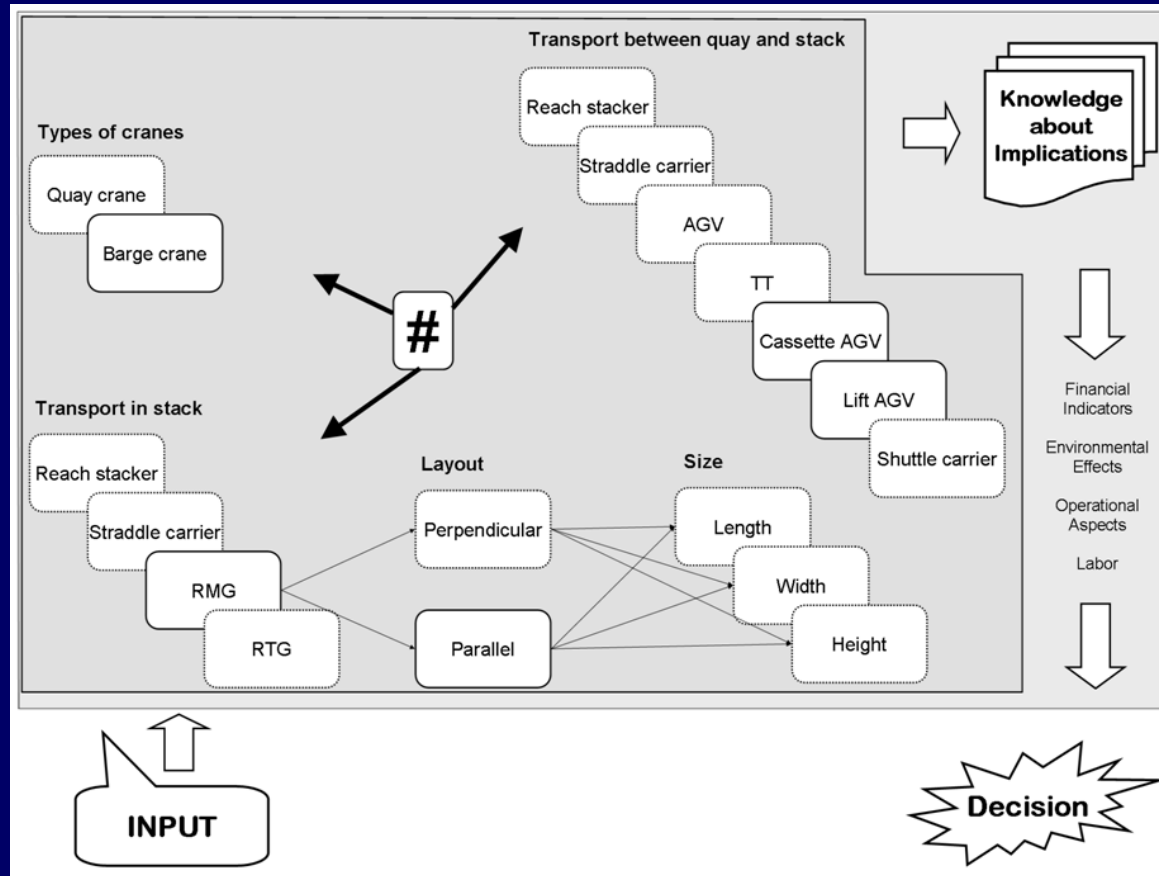 Transport between quay and stack
Reach stacker
Straddle carrier
AGV
TT
Cassette AGV
Lift AGV
Shuttle carrier
Types of cranes
Quay crane
Barge crane
#
Transport in stack
Reach stacker
Straddle carrier
RMG
RTG
Layout
Perpendicular
Parallel
Size
Length
Width
Height
Knowledge
about
Implications
Financial
Indicators
Environmental
Effects
Operational
Aspects
Labor
INPUT
Decision